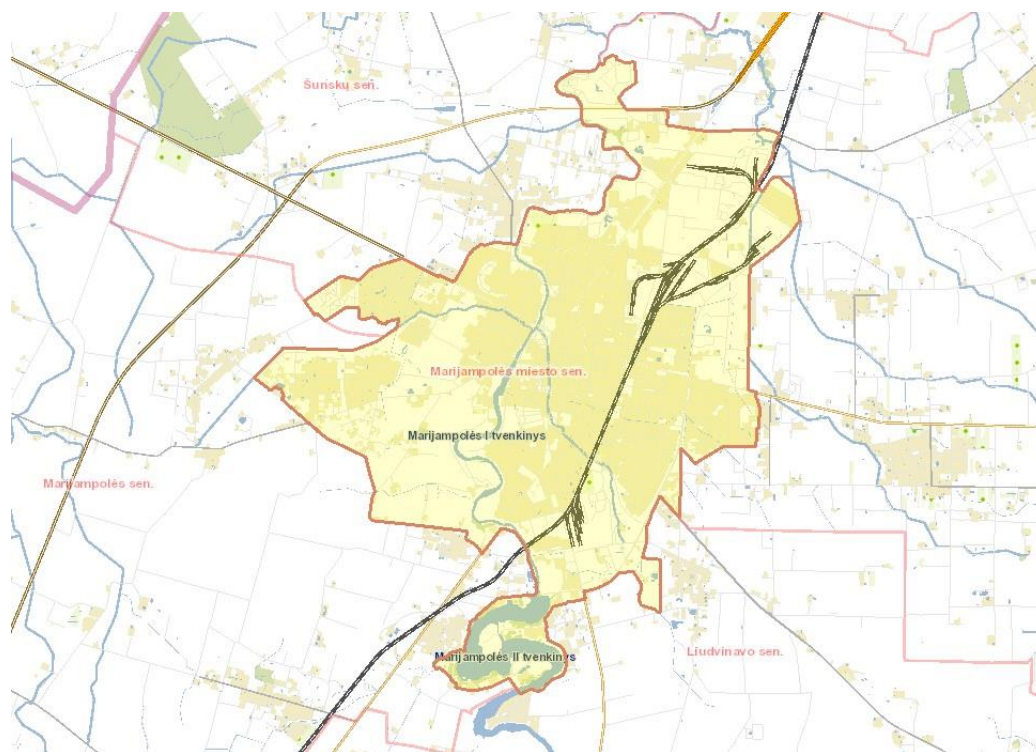 Šunskų sen.
Marijampolės miesto sen.
Marijampolės I tvenkinys
Marijampolės sen.
Liudvinavo sen.
Marijampolės II tvenkinys